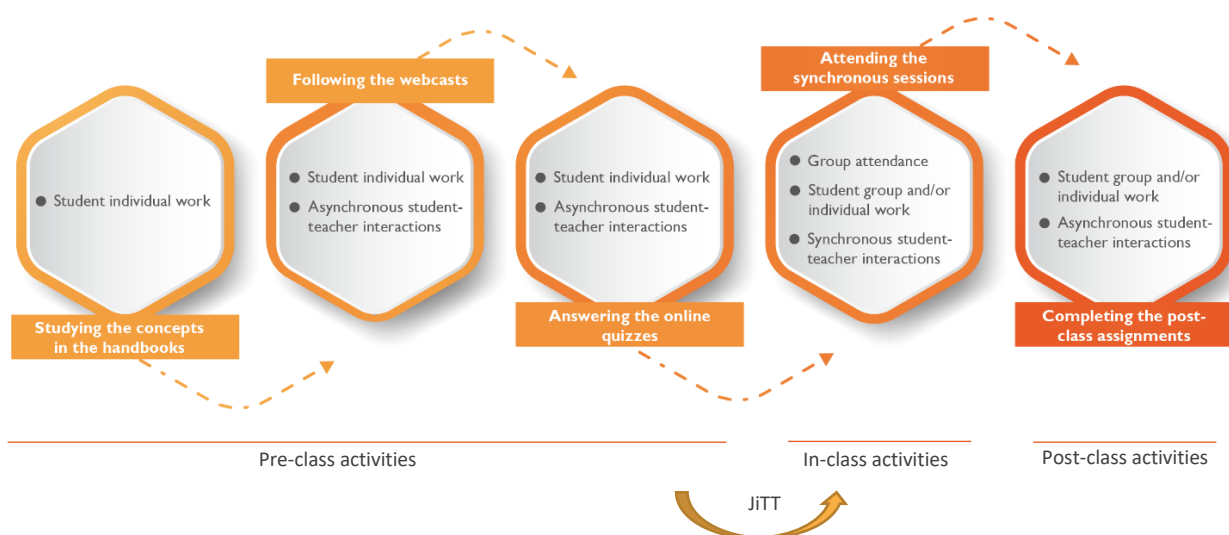 Studying the concepts
in the handbooks
● Student individual work
Following the webcasts
● Student individual work
● Asynchronous student-
teacher interactions
Answering the online
quizzes
● Student individual work
● Asynchronous student-
teacher interactions
Attending the
synchronous sessions
● Group attendance
● Student group and/or
individual work
● Synchronous student-
teacher interactions
Completing the post-
class assignments
● Student group and/or
individual work
● Asynchronous student-
teacher interactions
Pre-class activities
In-class activities
Post-class activities
JiTT